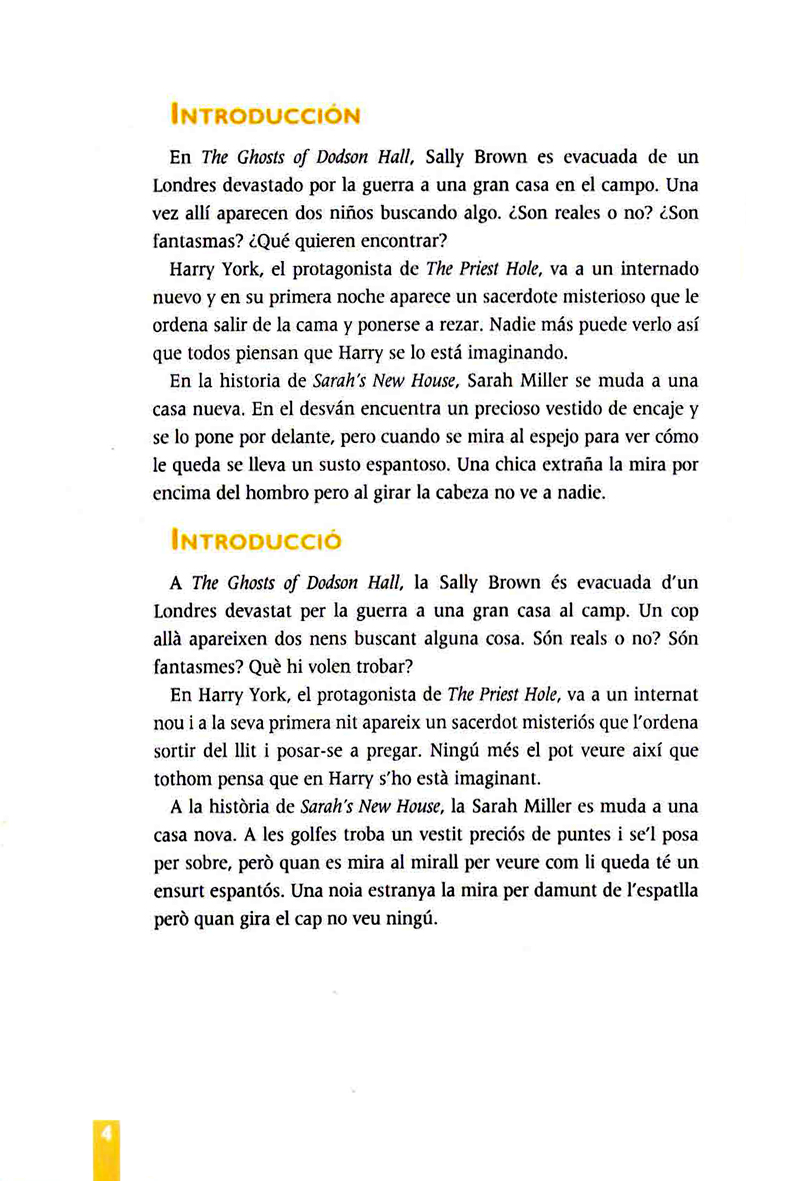 INTRODUCCIÓN
En The Ghosts of Dodson Hall, Sally Brown es evacuada de un
Londres devastado por la guerra a una gran casa en el campo. Una
vez allí aparecen dos niños buscando algo. ¿Son reales o no? ¿Son
fantasmas? ¿Qué quieren encontrar?
Harry York, el protagonista de The Priest Hole, va a un internado
nuevo y en su primera noche aparece un sacerdote misterioso que le
ordena salir de la cama y ponerse a rezar. Nadie más puede verlo así
que todos piensan que Harry se lo está imaginando.
En la historia de Sarah's New House, Sarah Miller se muda a una
casa nueva. En el desván encuentra un precioso vestido de encaje y
se lo pone por delante, pero cuando se mira al espejo para ver cómo
le queda se lleva un susto espantoso. Una chica extraña la mira por
encima del hombro pero al girar la cabeza no ve a nadie.
INTRODUCCIÓ
A The Ghosts of Dodson Hall, la Sally Brown és evacuada d'un
Londres devastat per la guerra a una gran casa al camp. Un cop
allà apareixen dos nens buscant alguna cosa. Són reals o no? Són
fantasmes? Què hi volen trobar?
En Harry York, el protagonista de The Priest Hole, va a un internat
nou i a la seva primera nit apareix un sacerdot misteriós que l'ordena
sortir del llit i posar-se a pregar. Ningú més el pot veure així que
tothom pensa que en Harry s'ho està imaginant.
A la història de Sarah's New House, la Sarah Miller es muda a una
casa nova. A les golfes troba un vestit preciós de puntes i se'l posa
per sobre, però quan es mira al mirall per veure com li queda té un
ensurt espantós. Una noia estranya la mira per damunt de l'espatlla
però quan gira el cap no veu ningú.
4